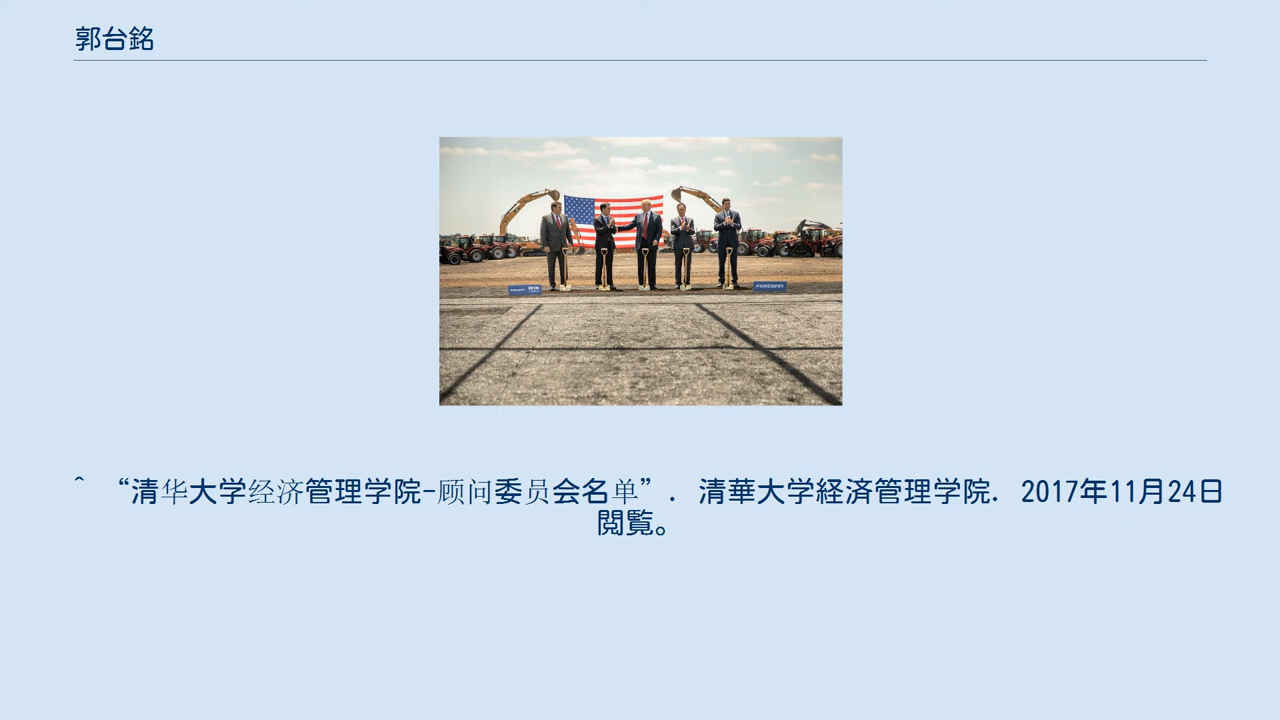 郭台銘
FOXCONN
^ “清华大学经济管理学院-顾问委员会名单”. 清華大学経済管理学院. 2017年11月24日
閲覧。